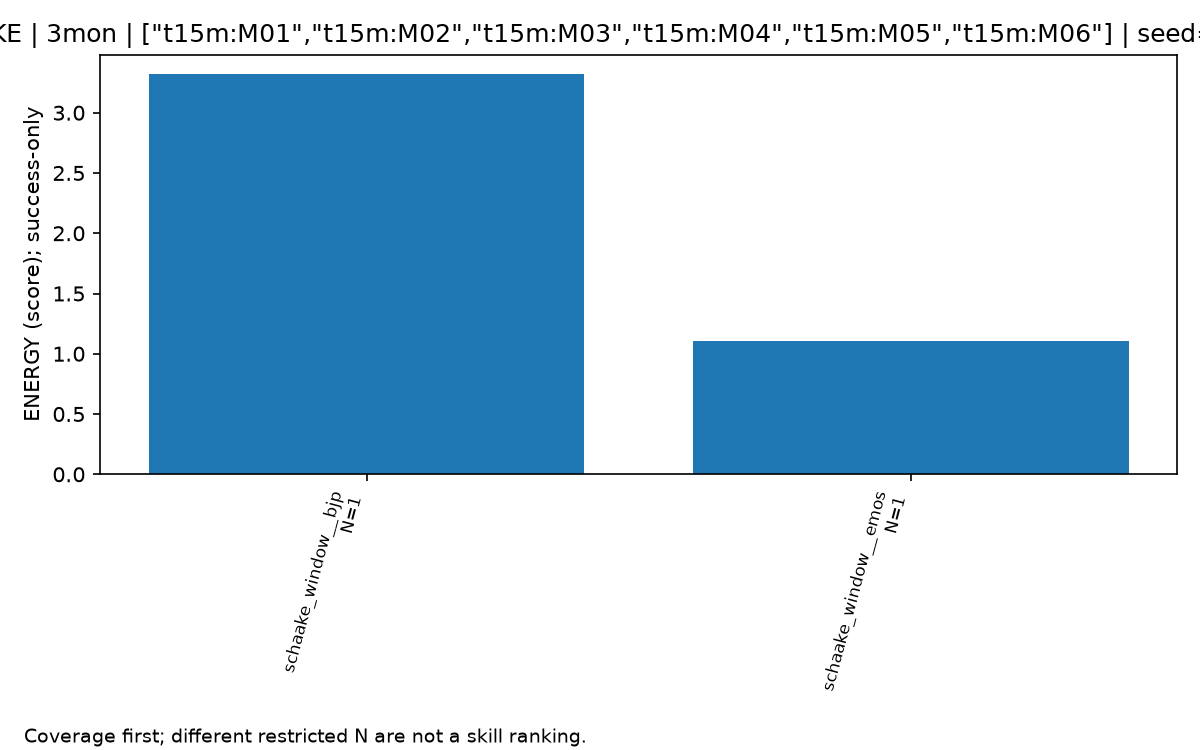 KE | 3mon | ["t15m:M01","t15m:M02","t15m:M03","t15m:M04","t15m:M05","t15m:M06"] | seed=
ENERGY (score); success-only
3.0
2.5
2.0
1.5
1.0
0.5
0.0
schaake_window__bjp
N=1
schaake_window__emos
N=1
Coverage first; different restricted N are not a skill ranking.